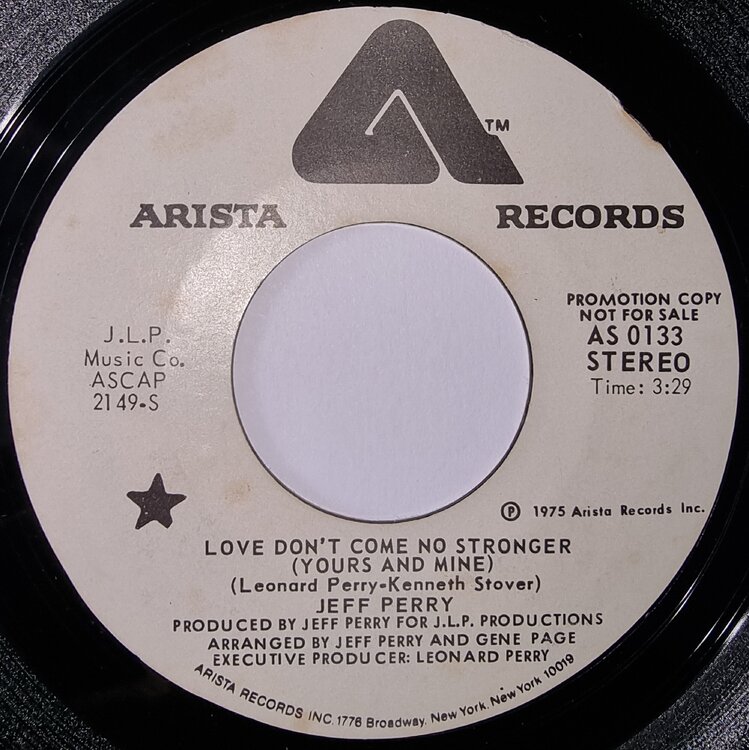 TM
ARISTA RECORDS
PROMOTION COPY
NOT FOR SALE
AS 0133
STEREO
Time: 3:29
J.L.P.
Music Co.
ASCAP
2149-S
℗ 1975 Arista Records Inc.
LOVE DON'T COME NO STRONGER
(YOURS AND MINE)
(Leonard Perry-Kenneth Stover)
JEFF PERRY
PRODUCED BY JEFF PERRY FOR J.L.P. PRODUCTIONS
ARRANGED BY JEFF PERRY AND GENE PAGE
EXECUTIVE PRODUCER: LEONARD PERRY
ARISTA RECORDS INC. 1776 Broadway, New York, New York 10019